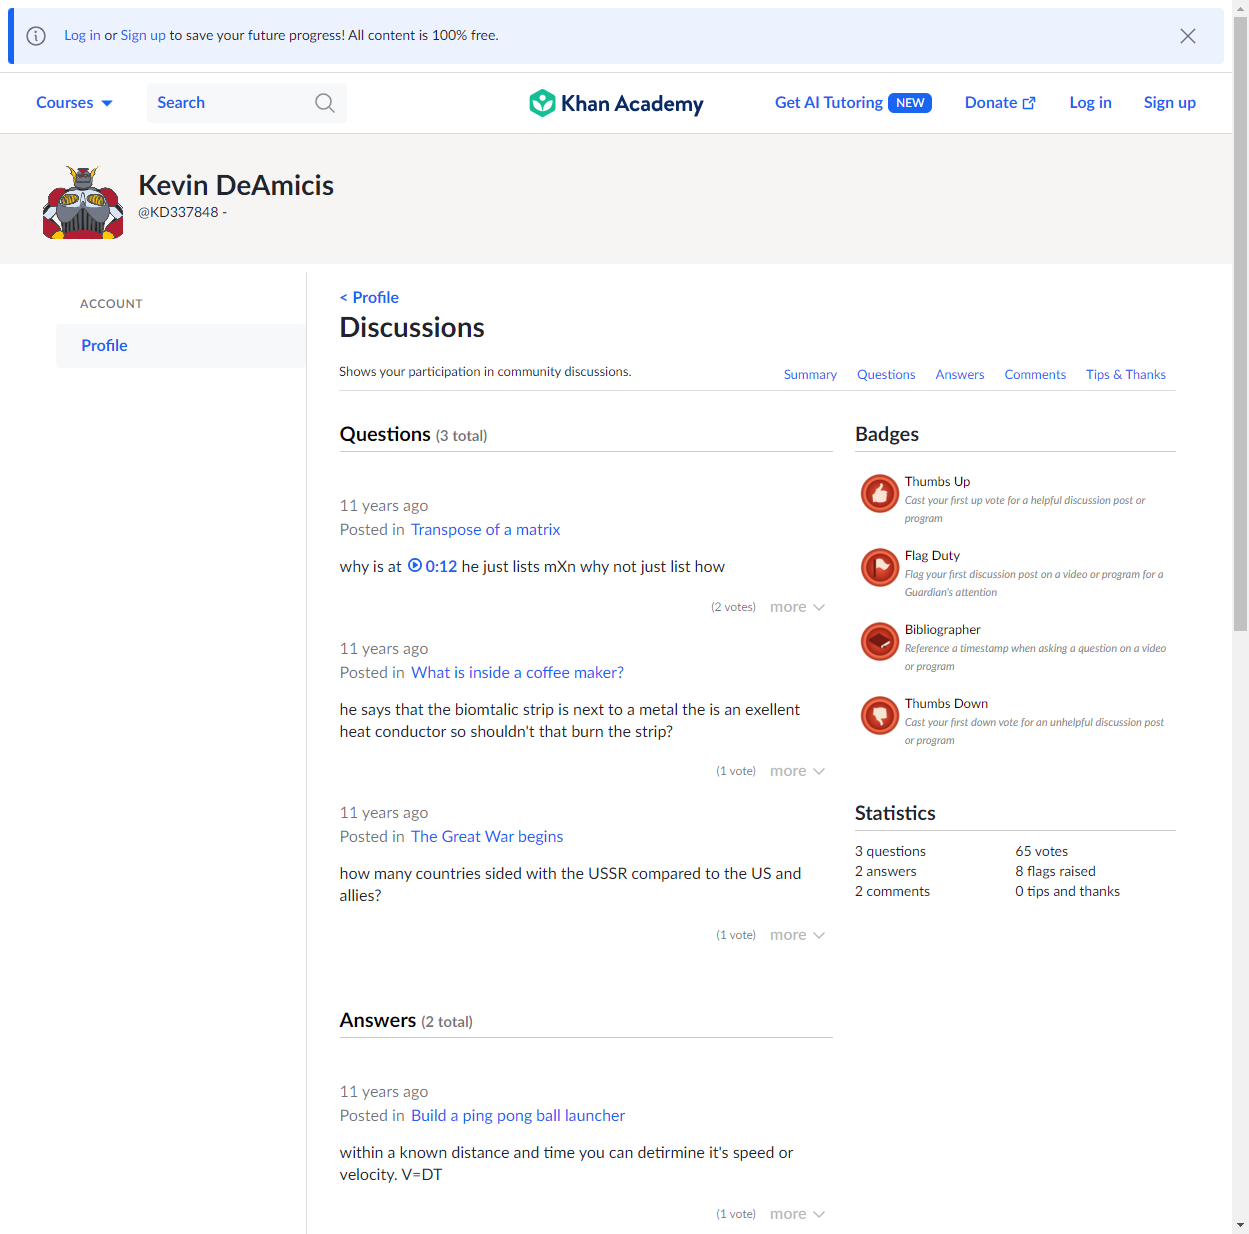 Log in or Sign up to save your future progress! All content is 100% free.
Courses
Search
Khan Academy
Get AI Tutoring NEW
Donate
Log in
Sign up
Kevin DeAmicis
@KD337848 -
ACCOUNT
Profile
< Profile
Discussions
Shows your participation in community discussions.
Summary
Questions
Answers
Comments
Tips & Thanks
Questions (3 total)
11 years ago
Posted in Transpose of a matrix
why is at 0:12 he just lists mXn why not just list how
(2 votes) more
11 years ago
Posted in What is inside a coffee maker?
he says that the biomtalic strip is next to a metal the is an exellent
heat conductor so shouldn't that burn the strip?
(1 vote) more
11 years ago
Posted in The Great War begins
how many countries sided with the USSR compared to the US and
allies?
(1 vote) more
Answers (2 total)
11 years ago
Posted in Build a ping pong ball launcher
within a known distance and time you can detirmine it's speed or
velocity. V=DT
(1 vote) more
Badges
Thumbs Up
Cast your first up vote for a helpful discussion post or
program
Flag Duty
Flag your first discussion post on a video or program for a
Guardian's attention
Bibliographer
Reference a timestamp when asking a question on a video
or program
Thumbs Down
Cast your first down vote for an unhelpful discussion post
or program
Statistics
3 questions
2 answers
2 comments
65 votes
8 flags raised
0 tips and thanks